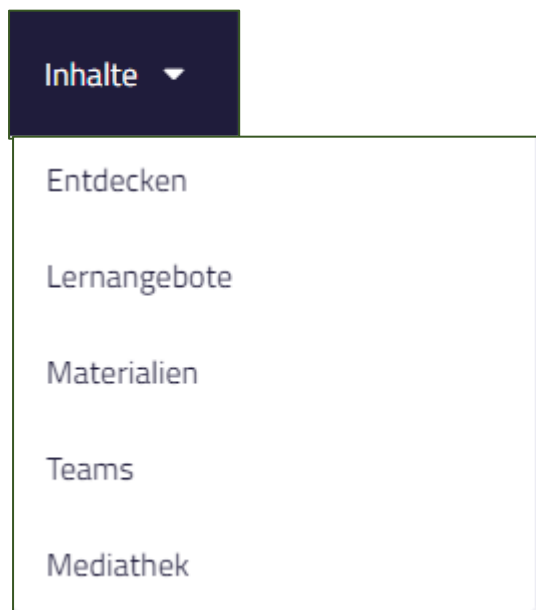 Inhalte
Entdecken
Lernangebote
Materialien
Teams
Mediathek